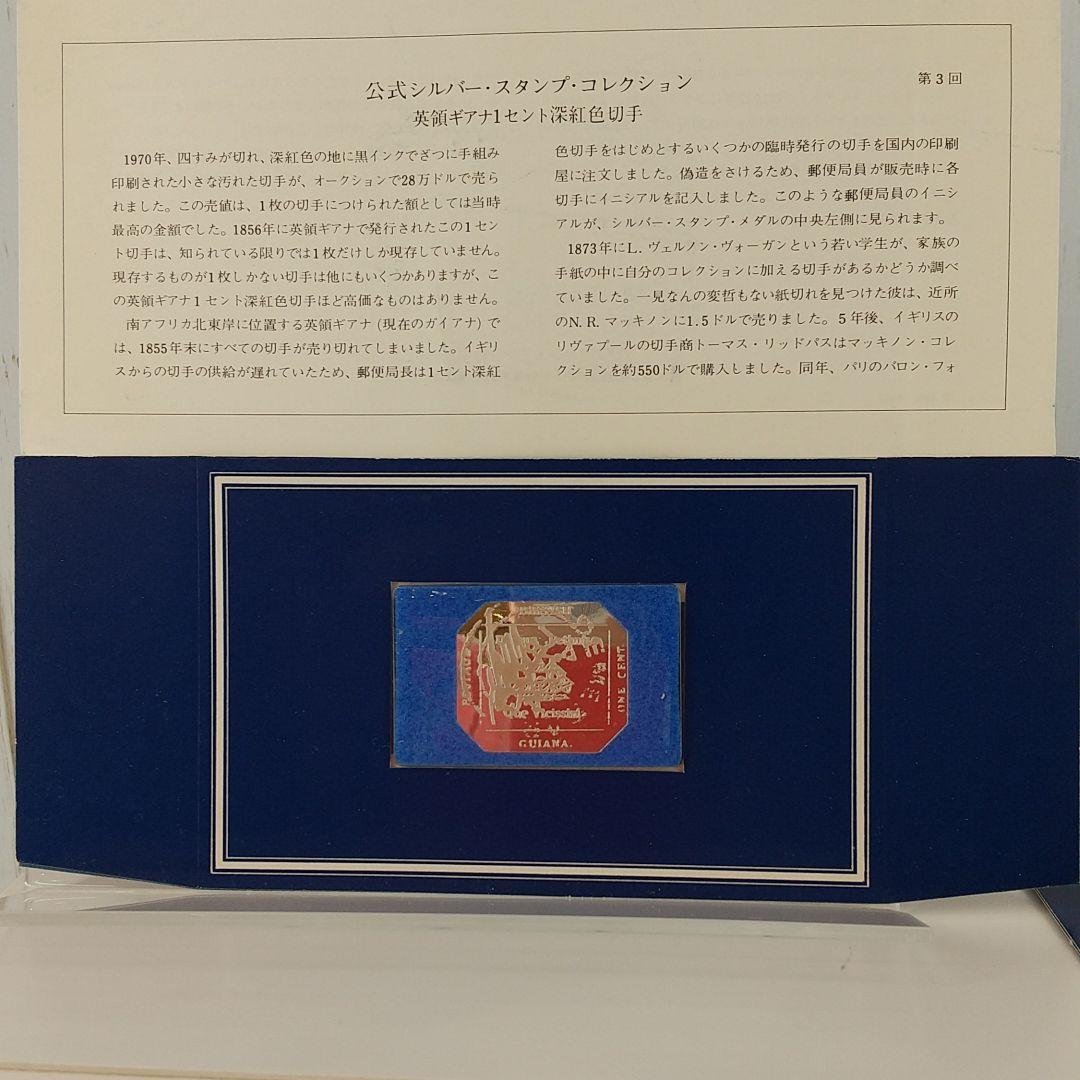 公式シルバー・スタンプ・コレクション
第3回
英領ギアナ1セント深紅色切手
1970年、四すみが切れ、深紅色の地に黒インクでざつに手組み
印刷された小さな汚れた切手が、オークションで28万ドルで売ら
れました。この売値は、1枚の切手につけられた額としては当時
最高の金額でした。1856年に英領ギアナで発行されたこの1セン
ト切手は、知られている限りでは1枚だけしか現存していません。
現存するものが1枚しかない切手は他にもいくつかありますが、こ
の英領ギアナ1セント深紅色切手ほど高価なものはありません。
南アフリカ北東岸に位置する英領ギアナ(現在のガイアナ)で
は、1855年末にすべての切手が売り切れてしまいました。イギリ
スからの切手の供給が遅れていたため、郵便局長は1セント深紅
色切手をはじめとするいくつかの臨時発行の切手を国内の印刷
屋に注文しました。偽造をさけるため、郵便局員が販売時に各
切手にイニシアルを記入しました。このような郵便局員のイニシ
アルが、シルバー・スタンプ・メダルの中央左側に見られます。
1873年にL. ヴェルノン・ヴォーガンという若い学生が、家族の
手紙の中に自分のコレクションに加える切手があるかどうか調べ
ていました。一見なんの変哲もない紙切れを見つけた彼は、近所
のN. R. マッキノンに1.5ドルで売りました。5年後、イギリスの
リヴァプールの切手商トーマス・リッドパスはマッキノン・コレ
クションを約550ドルで購入しました。同年、パリのバロン・フォ
ONE CENT.
GUIANA.